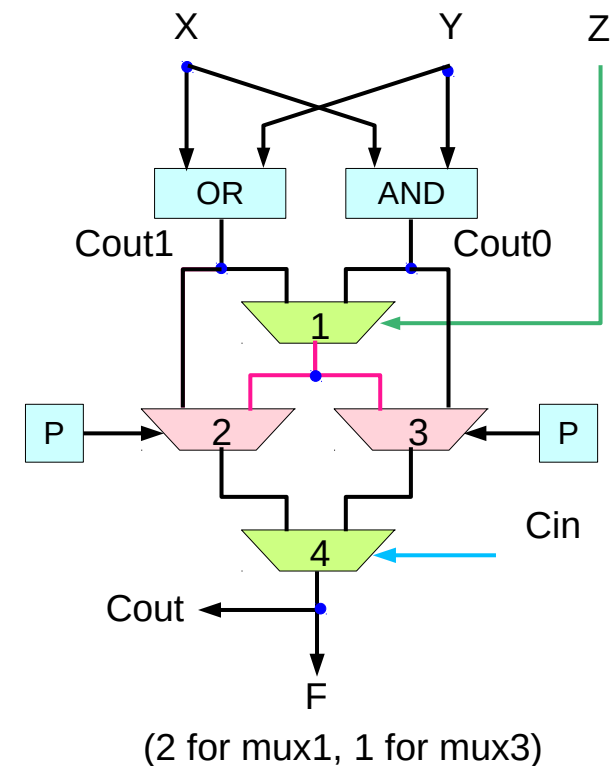 X Y Z
OR AND
Cout1 Cout0
1
P 2 3 P
Cin
4
Cout
F
(2 for mux1, 1 for mux3)